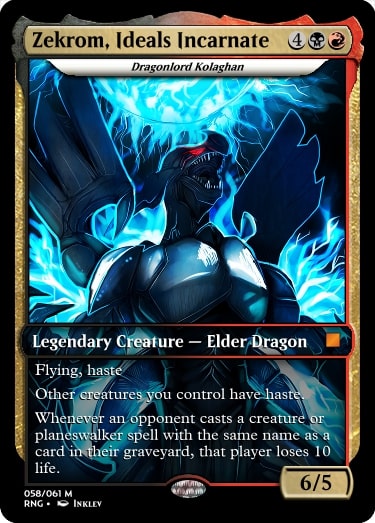 Zekrom, Ideals Incarnate 4
Dragonlord Kolaghan
Legendary Creature — Elder Dragon
Flying, haste
Other creatures you control have haste.
Whenever an opponent casts a creature or
planeswalker spell with the same name as a
card in their graveyard, that player loses 10
life.
6/5
058/061 M
RNG • Inkley